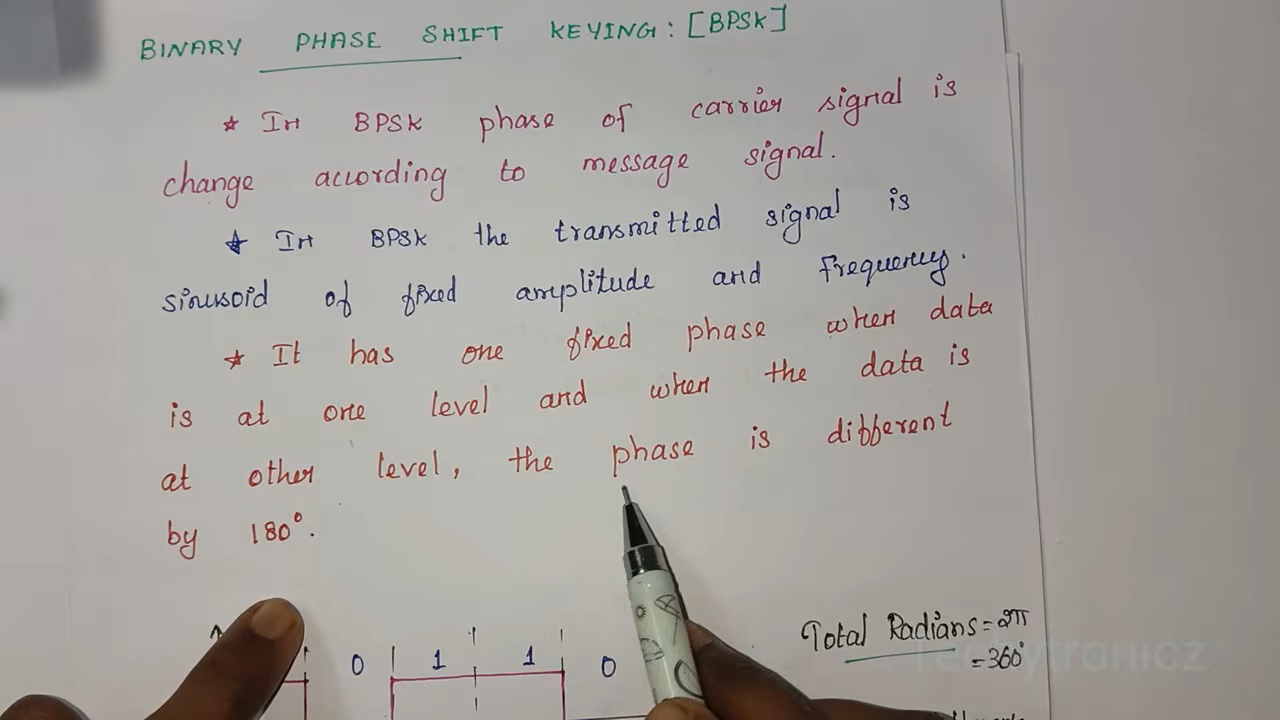 BINARY PHASE SHIFT KEYING: [BPSK]
* In BPSK phase of carrier signal is
change according to message signal.
* In BPSK the transmitted signal is
sinusoid of fixed amplitude and frequency.
* It has one fixed phase when data
is at one level and when the data is
at other level, the phase is different
by 180°.
0 1 1 0
Total Radians = 2π
= 360°